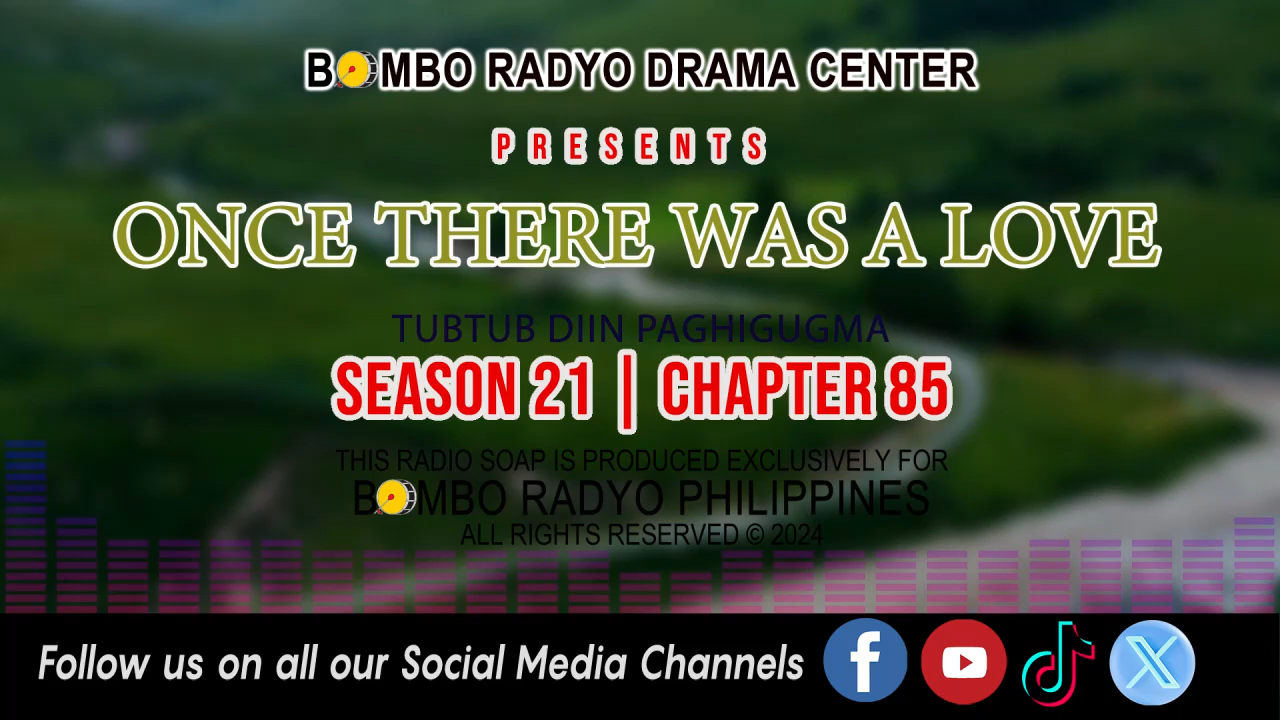 BOMBO RADYO DRAMA CENTER
PRESENTS
ONCE THERE WAS A LOVE
TUBTUB DIIN PAGHIGUGMA
SEASON 21 | CHAPTER 85
THIS RADIO SOAP IS PRODUCED EXCLUSIVELY FOR
BOMBO RADYO PHILIPPINES
ALL RIGHTS RESERVED © 2024
Follow us on all our Social Media Channels